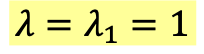 λ = λ₁ = 1